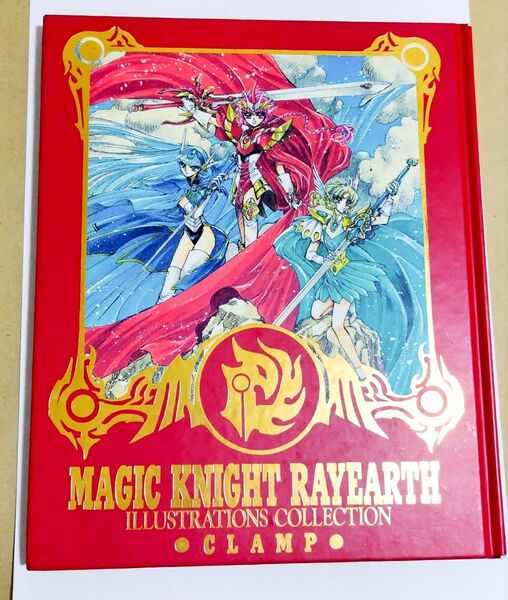 MAGIC KNIGHT RAYEARTH
ILLUSTRATIONS COLLECTION
CLAMP